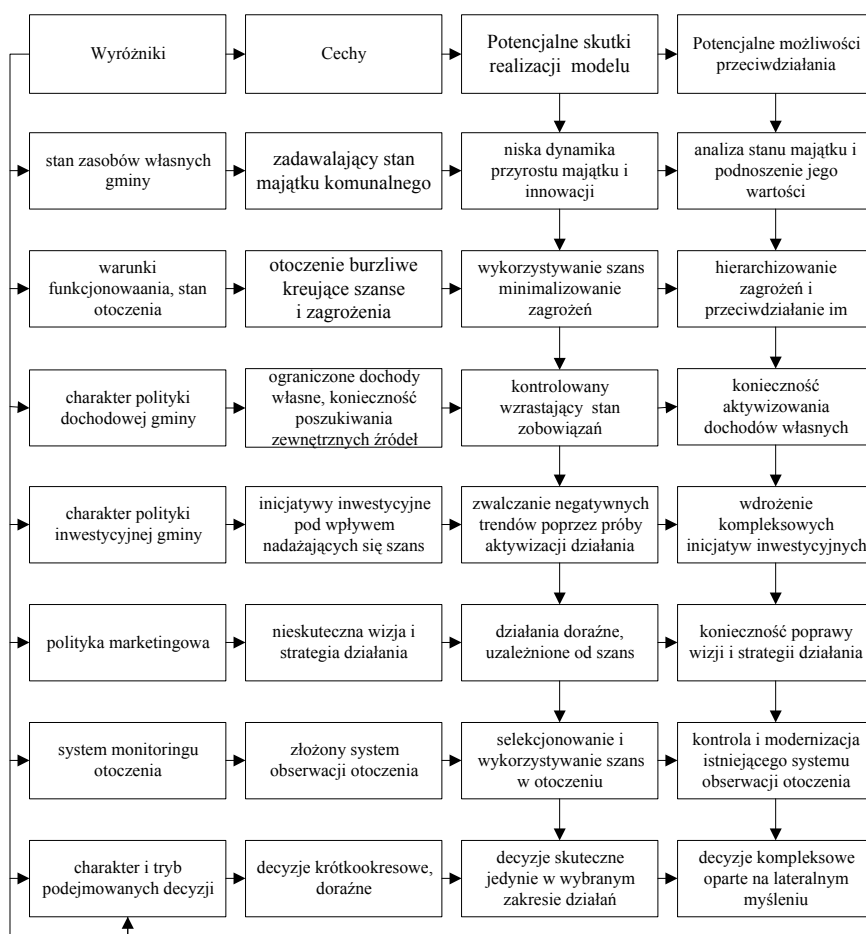 Wyróżniki
Cechy
Potencjalne skutki
realizacji modelu
Potencjalne możliwości
przeciwdziałania
stan zasobów własnych
gminy
zadawalający stan
majątku komunalnego
niska dynamika
przyrostu majątku i
innowacji
analiza stanu majątku i
podnoszenie jego
wartości
warunki
funkcjonowaania, stan
otoczenia
otoczenie burzliwe
kreujące szanse
i zagrożenia
wykorzystywanie szans
minimalizowanie
zagrożeń
hierarchizowanie
zagrożeń i
przeciwdziałanie im
charakter polityki
dochodowej gminy
ograniczone dochody
własne, konieczność
poszukiwania
zewnętrznych źródeł
kontrolowany
wzrastający stan
zobowiązań
konieczność
aktywizowania
dochodów własnych
charakter polityki
inwestycyjnej gminy
inicjatywy inwestycyjne
pod wpływem
nadażających się szans
zwalczanie negatywnych
trendów poprzez próby
aktywizacji działania
wdrożenie
kompleksowych
inicjatyw inwestycyjnych
polityka marketingowa
nieskuteczna wizja i
strategia działania
działania doraźne,
uzależnione od szans
konieczność poprawy
wizji i strategii działania
system monitoringu
otoczenia
złożony system
obserwacji otoczenia
selekcjonowanie i
wykorzystywanie szans
w otoczeniu
kontrola i modernizacja
istniejącego systemu
obserwacji otoczenia
charakter i tryb
podejmowanych decyzji
decyzje krótkookresowe,
doraźne
decyzje skuteczne
jedynie w wybranym
zakresie działań
decyzje kompleksowe
oparte na lateralnym
myśleniu